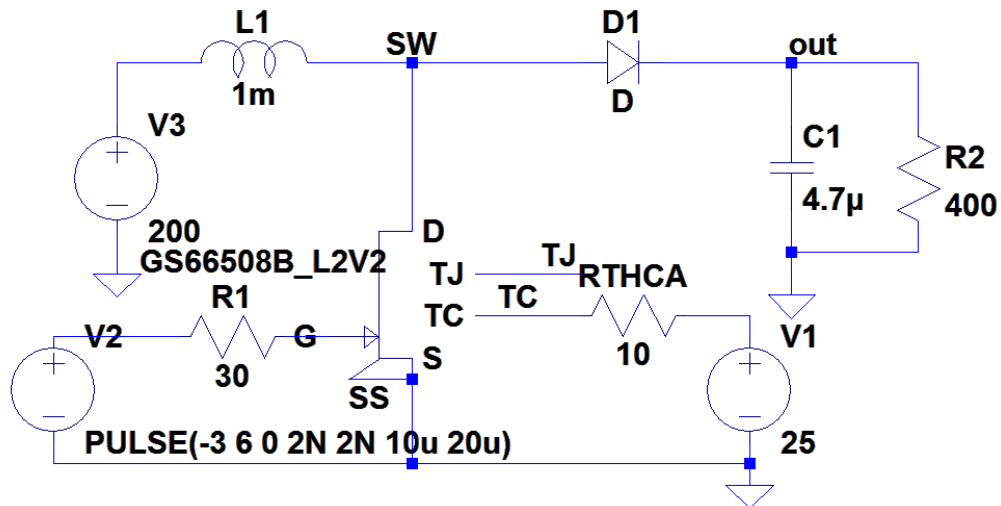 L1
SW
D1
out
1m
D
V3
C1
R2
4.7µ
400
200
D
GS66508B_L2V2
TJ
TJ
RTHCA
R1
TC
TC
V2
G
V1
30
S
10
SS
PULSE(-3 6 0 2N 2N 10u 20u)
25